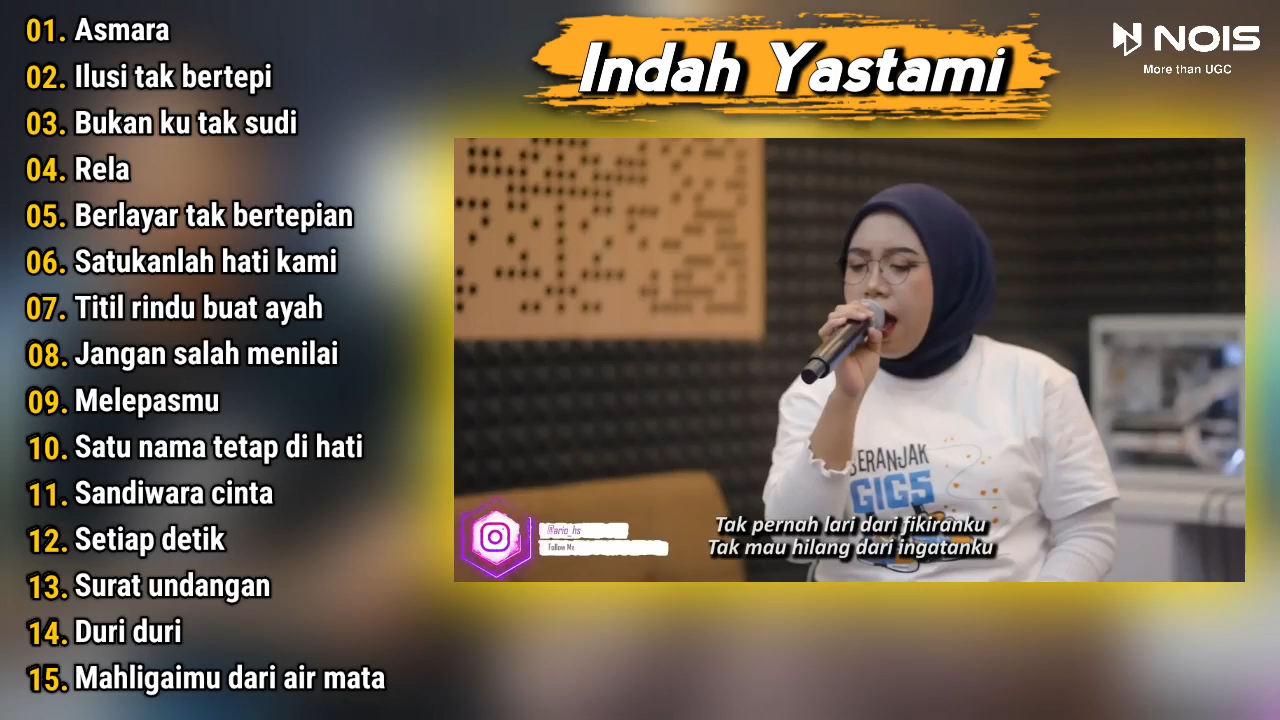 01. Asmara
02. Ilusi tak bertepi
03. Bukan ku tak sudi
04. Rela
05. Berlayar tak bertepian
06. Satukanlah hati kami
07. Titil rindu buat ayah
08. Jangan salah menilai
09. Melepasmu
10. Satu nama tetap di hati
11. Sandiwara cinta
12. Setiap detik
13. Surat undangan
14. Duri duri
15. Mahligaimu dari air mata
Indah Yastami
NOIS
More than UGC
BERANJAK
GIGS
@ario_hs
Follow Me
Tak pernah lari dari fikiranku
Tak mau hilang dari ingatanku